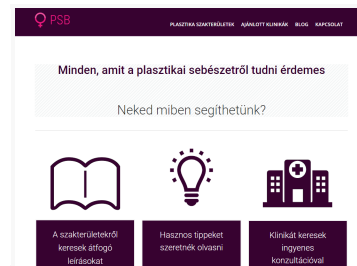 PSB
PLASZTIKA SZAKTERÜLETEK AJÁNLOTT KLINIKÁK BLOG KAPCSOLAT
Minden, amit a plasztikai sebészetről tudni érdemes
Neked miben segíthetünk?
A szakterületekről
keresek átfogó
leírásokat
Hasznos tippeket
szeretnék olvasni
Klinikát keresek
ingyenes
konzultációval